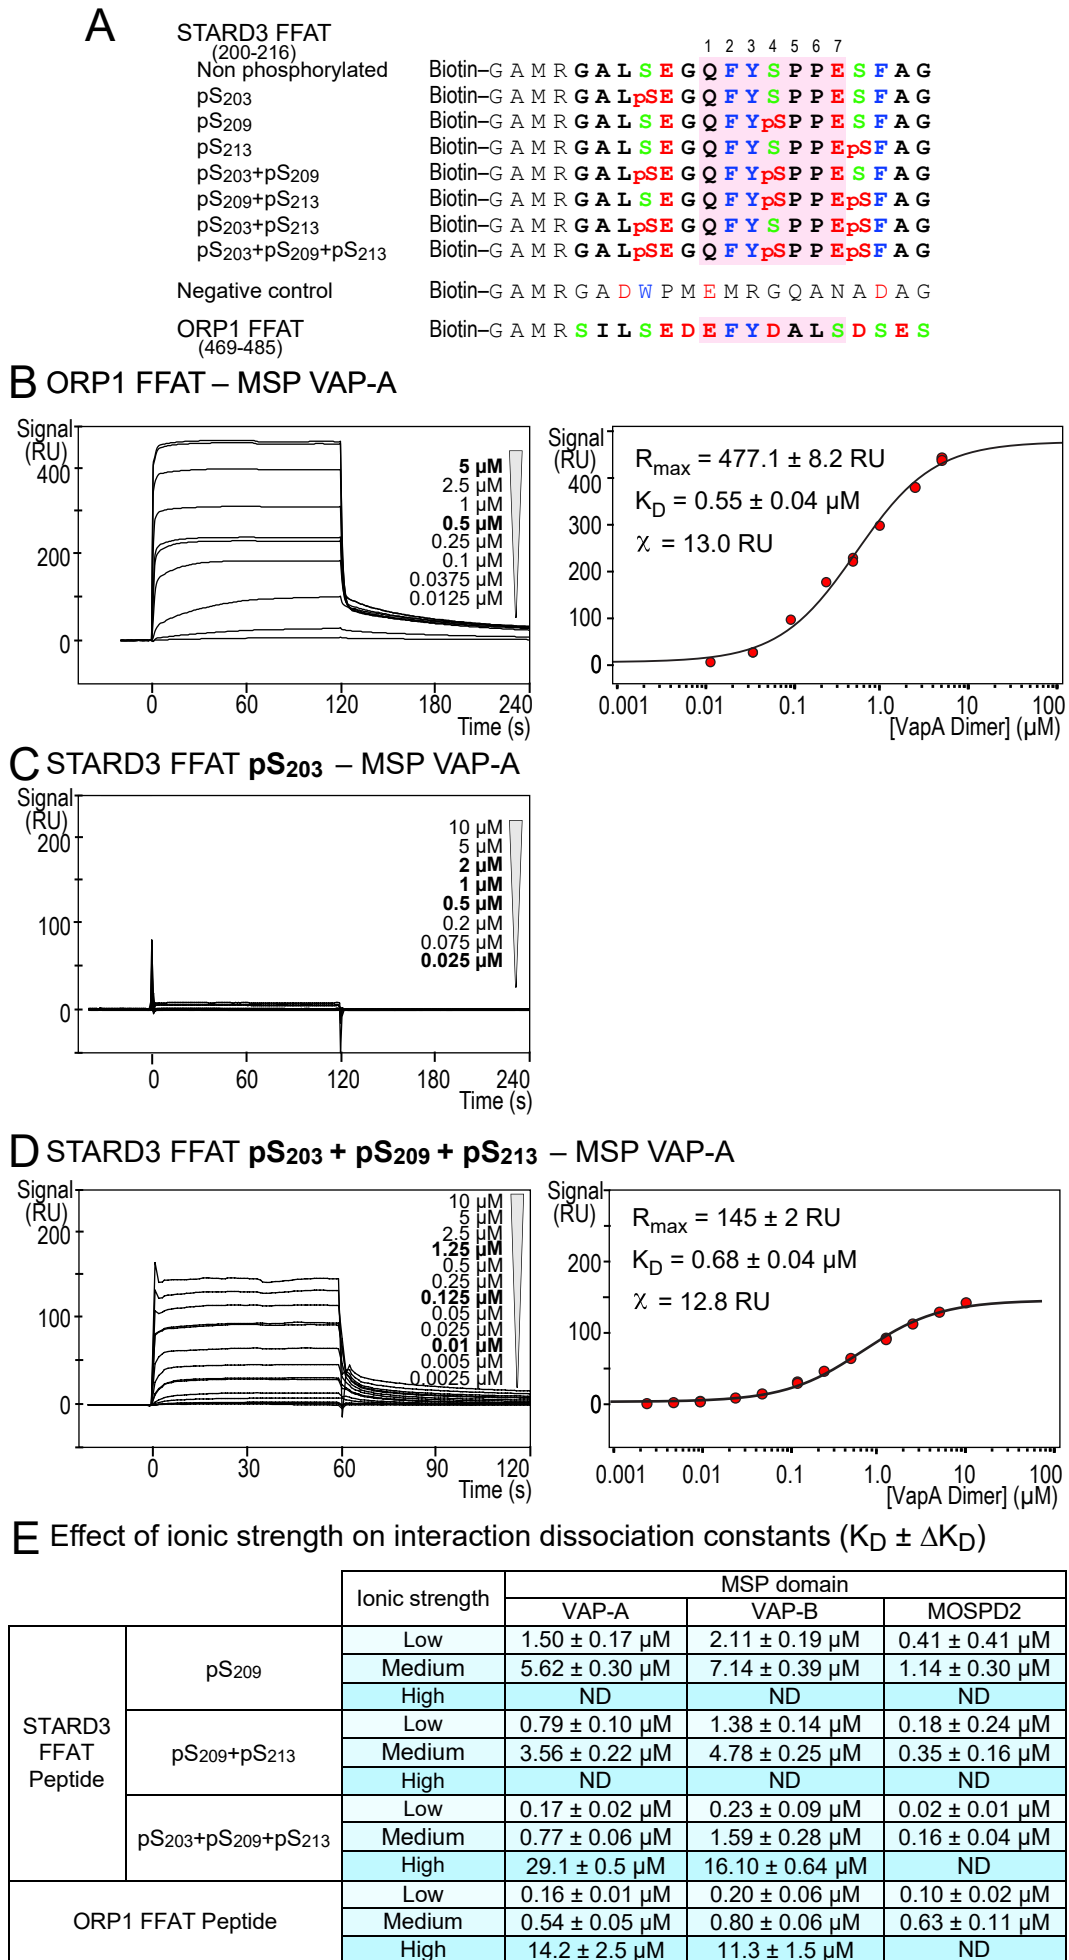 A
STARD3 FFAT
(200-216)
1 2 3 4 5 6 7
Non phosphorylated Biotin–G A M R G A L S E G Q F Y S P P E S F A G
pS203 Biotin–G A M R G A L pS E G Q F Y S P P E S F A G
pS209 Biotin–G A M R G A L S E G Q F Y pS P P E S F A G
pS213 Biotin–G A M R G A L S E G Q F Y S P P E pS F A G
pS203+pS209 Biotin–G A M R G A L pS E G Q F Y pS P P E S F A G
pS209+pS213 Biotin–G A M R G A L S E G Q F Y pS P P E pS F A G
pS203+pS213 Biotin–G A M R G A L pS E G Q F Y S P P E pS F A G
pS203+pS209+pS213 Biotin–G A M R G A L pS E G Q F Y pS P P E pS F A G
Negative control Biotin–G A M R G A D W P M E M R G Q A N A D A G
ORP1 FFAT Biotin–G A M R S I L S E D E F Y D A L S D S E S
(469-485)
B ORP1 FFAT – MSP VAP-A
Signal
(RU)
400
200
0
5 µM
2.5 µM
1 µM
0.5 µM
0.25 µM
0.1 µM
0.0375 µM
0.0125 µM
0 60 120 180 240
Time (s)
Signal
(RU)
400
300
200
100
0
Rmax = 477.1 ± 8.2 RU
KD = 0.55 ± 0.04 µM
χ = 13.0 RU
0.001 0.01 0.1 1.0 10 100
[VapA Dimer] (µM)
C STARD3 FFAT pS203 – MSP VAP-A
Signal
(RU)
200
100
0
10 µM
5 µM
2 µM
1 µM
0.5 µM
0.2 µM
0.075 µM
0.025 µM
0 60 120 180 240
Time (s)
D STARD3 FFAT pS203 + pS209 + pS213 – MSP VAP-A
Signal
(RU)
200
100
0
10 µM
5 µM
2.5 µM
1.25 µM
0.5 µM
0.25 µM
0.125 µM
0.05 µM
0.025 µM
0.01 µM
0.005 µM
0.0025 µM
0 30 60 90 120
Time (s)
Signal
(RU)
200
100
0
Rmax = 145 ± 2 RU
KD = 0.68 ± 0.04 µM
χ = 12.8 RU
0.001 0.01 0.1 1.0 10 100
[VapA Dimer] (µM)
E Effect of ionic strength on interaction dissociation constants (KD ± ΔKD)
Ionic strength MSP domain
VAP-A VAP-B MOSPD2
STARD3 FFAT Peptide
pS209
Low 1.50 ± 0.17 µM 2.11 ± 0.19 µM 0.41 ± 0.41 µM
Medium 5.62 ± 0.30 µM 7.14 ± 0.39 µM 1.14 ± 0.30 µM
High ND ND ND
pS209+pS213
Low 0.79 ± 0.10 µM 1.38 ± 0.14 µM 0.18 ± 0.24 µM
Medium 3.56 ± 0.22 µM 4.78 ± 0.25 µM 0.35 ± 0.16 µM
High ND ND ND
pS203+pS209+pS213
Low 0.17 ± 0.02 µM 0.23 ± 0.09 µM 0.02 ± 0.01 µM
Medium 0.77 ± 0.06 µM 1.59 ± 0.28 µM 0.16 ± 0.04 µM
High 29.1 ± 0.5 µM 16.10 ± 0.64 µM ND
ORP1 FFAT Peptide
Low 0.16 ± 0.01 µM 0.20 ± 0.06 µM 0.10 ± 0.02 µM
Medium 0.54 ± 0.05 µM 0.80 ± 0.06 µM 0.63 ± 0.11 µM
High 14.2 ± 2.5 µM 11.3 ± 1.5 µM ND